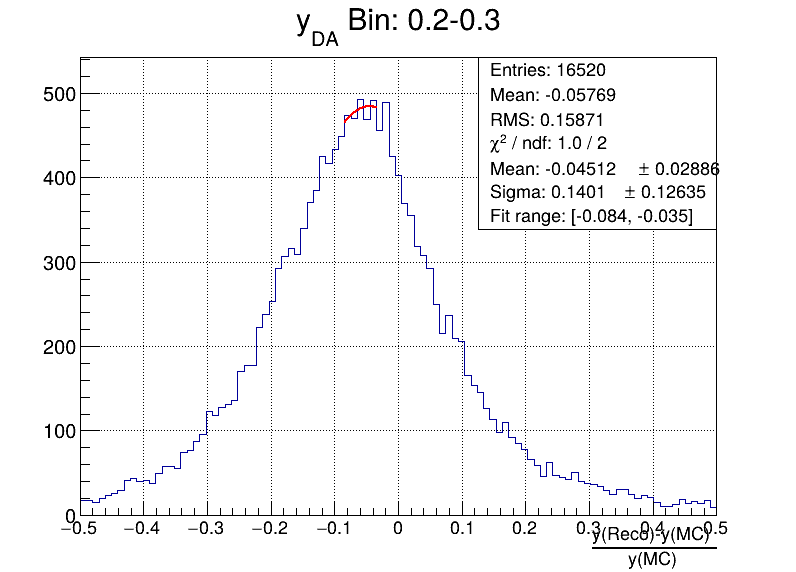 y_DA Bin: 0.2-0.3
Entries: 16520
Mean: -0.05769
RMS: 0.15871
χ² / ndf: 1.0 / 2
Mean: -0.04512 ± 0.02886
Sigma: 0.1401 ± 0.12635
Fit range: [-0.084, -0.035]
500
400
300
200
100
0
−0.5 −0.4 −0.3 −0.2 −0.1 0 0.1 0.2 0.3 0.4 0.5
y(Reco)-y(MC)
y(MC)